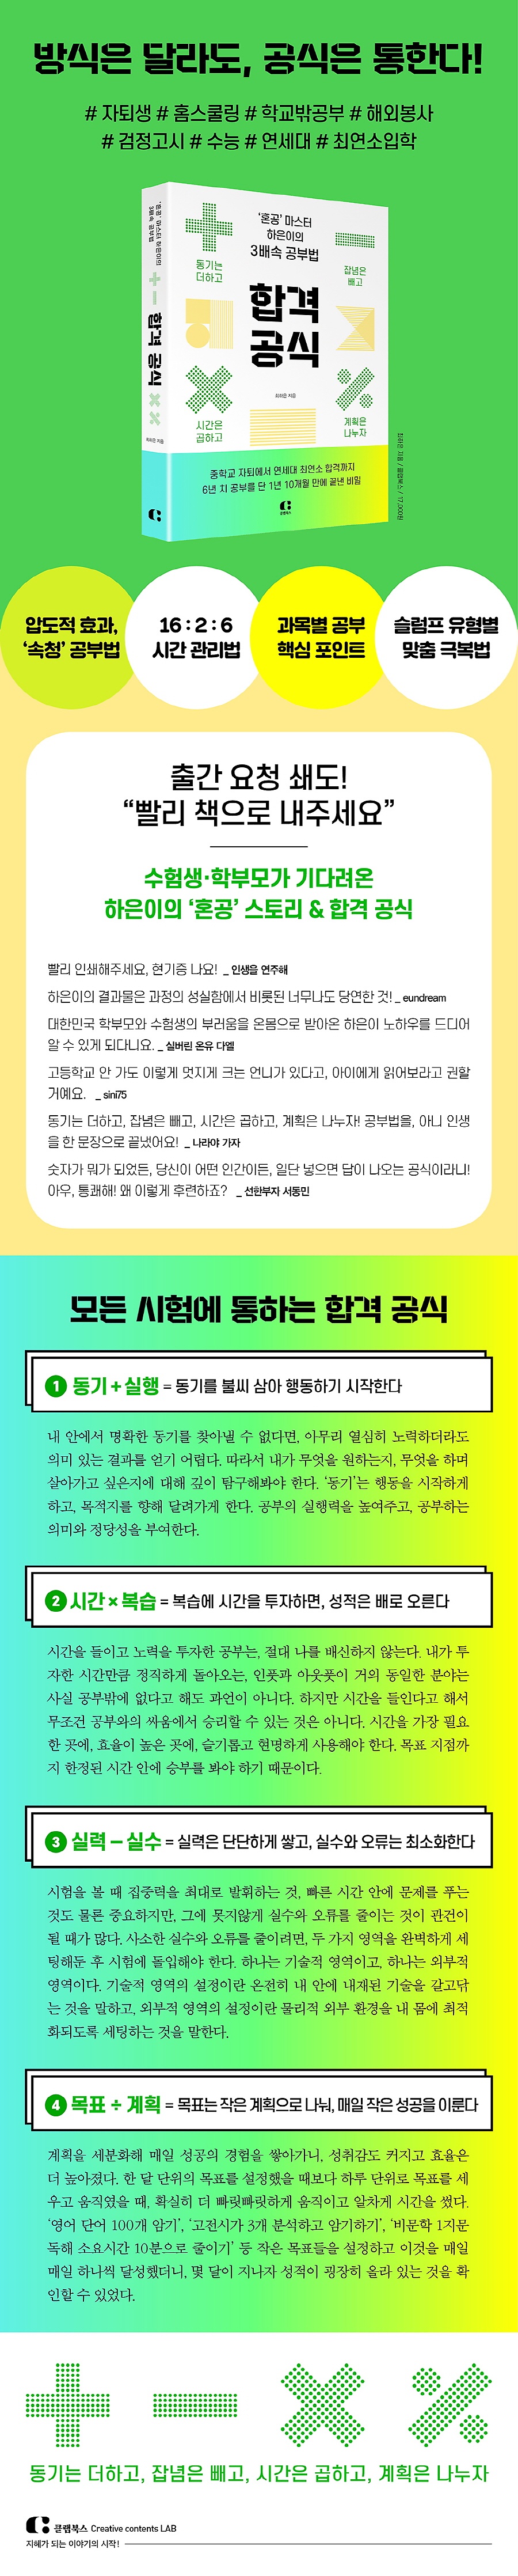 방식은 달라도, 공식은 통한다!
# 자퇴생 # 홈스쿨링 # 학교밖공부 # 해외봉사
# 검정고시 # 수능 # 연세대 # 최연소입학
'혼공' 마스터 하은이의
3배속 공부법
합격 공식
최하은 지음
'혼공' 마스터
하은이의
3배속 공부법
동기는
더하고
잡념은
빼고
합격
공식
최하은 지음
시간은
곱하고
계획은
나누자
중학교 자퇴에서 연세대 최연소 합격까지
6년 치 공부를 단 1년 10개월 만에 끝낸 비밀
클랩북스
최하은 지음 / 클랩북스 / 17,000원
압도적 효과,
'속청' 공부법
16 : 2 : 6
시간 관리법
과목별 공부
핵심 포인트
슬럼프 유형별
맞춤 극복법
출간 요청 쇄도!
“빨리 책으로 내주세요”
수험생·학부모가 기다려온
하은이의 '혼공' 스토리 & 합격 공식
빨리 인쇄해주세요, 현기증 나요! _ 인생을 연주해
하은이의 결과물은 과정의 성실함에서 비롯된 너무나도 당연한 것! _ eundream
대한민국 학부모와 수험생의 부러움을 온몸으로 받아온 하은이 노하우를 드디어
알 수 있게 되다니요. _ 실버린 온유 다엘
고등학교 안 가도 이렇게 멋지게 크는 언니가 있다고, 아이에게 읽어보라고 권할
거예요. _ sini75
동기는 더하고, 잡념은 빼고, 시간은 곱하고, 계획은 나누자! 공부법을, 아니 인생
을 한 문장으로 끝냈어요! _ 나라야 가자
숫자가 뭐가 되었든, 당신이 어떤 인간이든, 일단 넣으면 답이 나오는 공식이라니!
아우, 통쾌해! 왜 이렇게 후련하죠? _ 선한부자 서동민
모든 시험에 통하는 합격 공식
1 동기 + 실행 = 동기를 불씨 삼아 행동하기 시작한다
내 안에서 명확한 동기를 찾아낼 수 없다면, 아무리 열심히 노력하더라도
의미 있는 결과를 얻기 어렵다. 따라서 내가 무엇을 원하는지, 무엇을 하며
살아가고 싶은지에 대해 깊이 탐구해봐야 한다. '동기'는 행동을 시작하게
하고, 목적지를 향해 달려가게 한다. 공부의 실행력을 높여주고, 공부하는
의미와 정당성을 부여한다.
2 시간 × 복습 = 복습에 시간을 투자하면, 성적은 배로 오른다
시간을 들이고 노력을 투자한 공부는, 절대 나를 배신하지 않는다. 내가 투
자한 시간만큼 정직하게 돌아오는, 인풋과 아웃풋이 거의 동일한 분야는
사실 공부밖에 없다고 해도 과언이 아니다. 하지만 시간을 들인다고 해서
무조건 공부와의 싸움에서 승리할 수 있는 것은 아니다. 시간을 가장 필요
한 곳에, 효율이 높은 곳에, 슬기롭고 현명하게 사용해야 한다. 목표 지점까
지 한정된 시간 안에 승부를 봐야 하기 때문이다.
3 실력 − 실수 = 실력은 단단하게 쌓고, 실수와 오류는 최소화한다
시험을 볼 때 집중력을 최대로 발휘하는 것, 빠른 시간 안에 문제를 푸는
것도 물론 중요하지만, 그에 못지않게 실수와 오류를 줄이는 것이 관건이
될 때가 많다. 사소한 실수와 오류를 줄이려면, 두 가지 영역을 완벽하게 세
팅해둔 후 시험에 돌입해야 한다. 하나는 기술적 영역이고, 하나는 외부적
영역이다. 기술적 영역의 설정이란 온전히 내 안에 내재된 기술을 갈고닦
는 것을 말하고, 외부적 영역의 설정이란 물리적 외부 환경을 내 몸에 최적
화되도록 세팅하는 것을 말한다.
4 목표 ÷ 계획 = 목표는 작은 계획으로 나눠, 매일 작은 성공을 이룬다
계획을 세분화해 매일 성공의 경험을 쌓아가니, 성취감도 커지고 효율은
더 높아졌다. 한 달 단위의 목표를 설정했을 때보다 하루 단위로 목표를 세
우고 움직였을 때, 확실히 더 빠릿빠릿하게 움직이고 알차게 시간을 썼다.
'영어 단어 100개 암기', '고전시가 3개 분석하고 암기하기', '비문학 1지문
독해 소요시간 10분으로 줄이기' 등 작은 목표들을 설정하고 이것을 매일
매일 하나씩 달성했더니, 몇 달이 지나자 성적이 굉장히 올라 있는 것을 확
인할 수 있었다.
동기는 더하고, 잡념은 빼고, 시간은 곱하고, 계획은 나누자
클랩북스 Creative contents LAB
지혜가 되는 이야기의 시작!